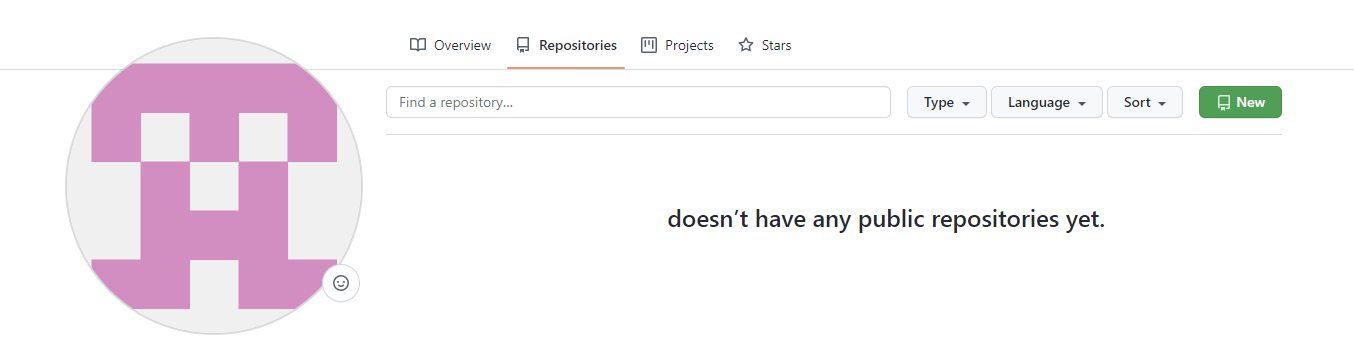 Overview Repositories Projects Stars
Find a repository... Type Language Sort New
doesn’t have any public repositories yet.